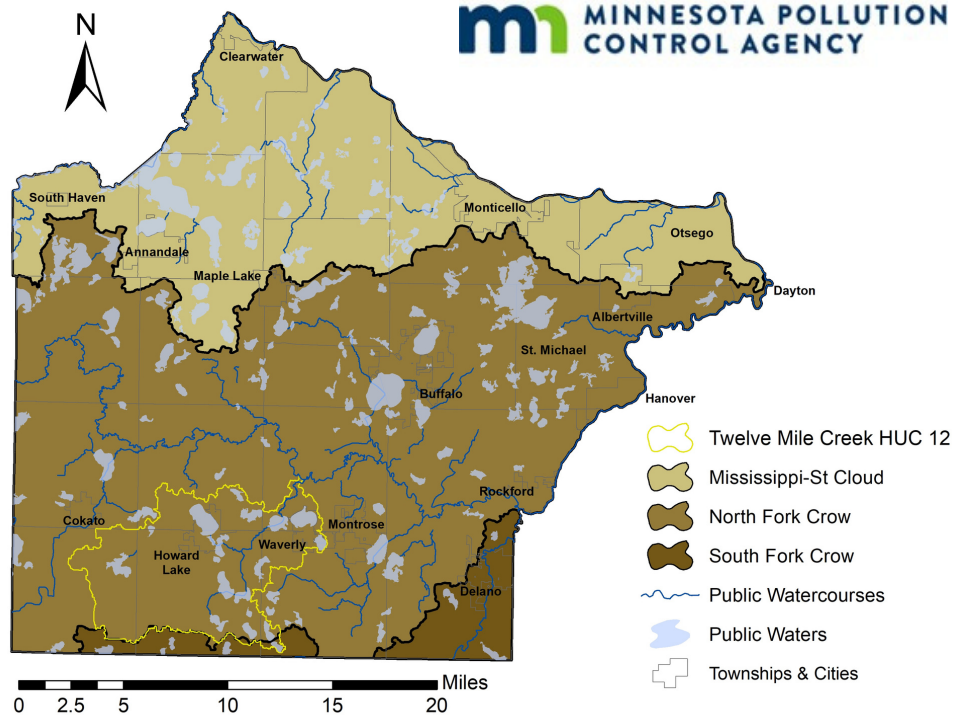 N
MINNESOTA POLLUTION
CONTROL AGENCY
Clearwater
South Haven
Monticello
Otsego
Annandale
Maple Lake
Dayton
Albertville
St. Michael
Buffalo
Hanover
Rockford
Cokato
Montrose
Waverly
Howard
Lake
Delano
Twelve Mile Creek HUC 12
Mississippi-St Cloud
North Fork Crow
South Fork Crow
Public Watercourses
Public Waters
Townships & Cities
Miles
0 2.5 5 10 15 20